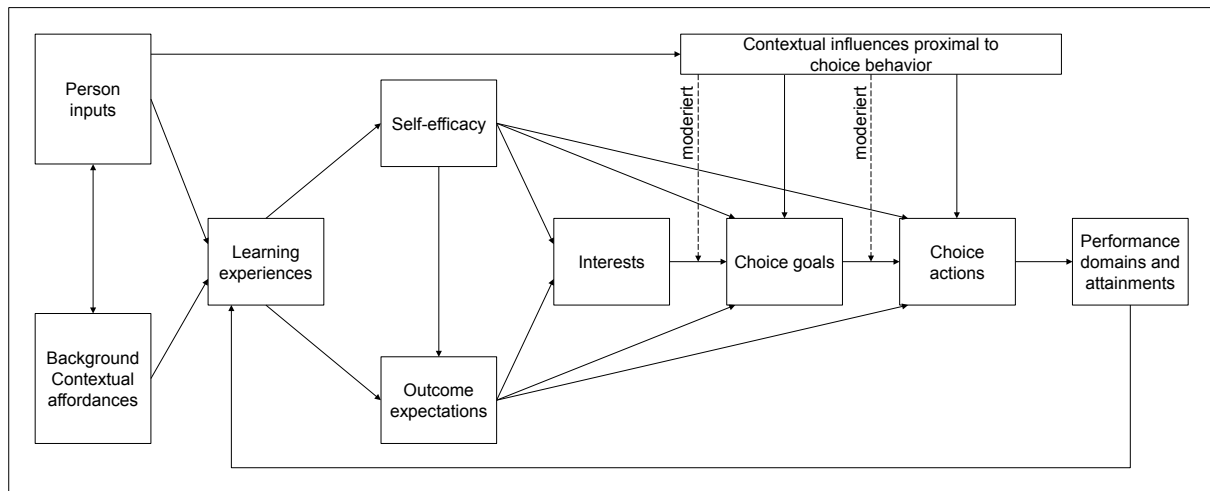 Contextual influences proximal to
choice behavior
Person
inputs
moderiert
moderiert
Self-efficacy
Learning
experiences
Interests
Choice goals
Choice
actions
Performance
domains and
attainments
Background
Contextual
affordances
Outcome
expectations